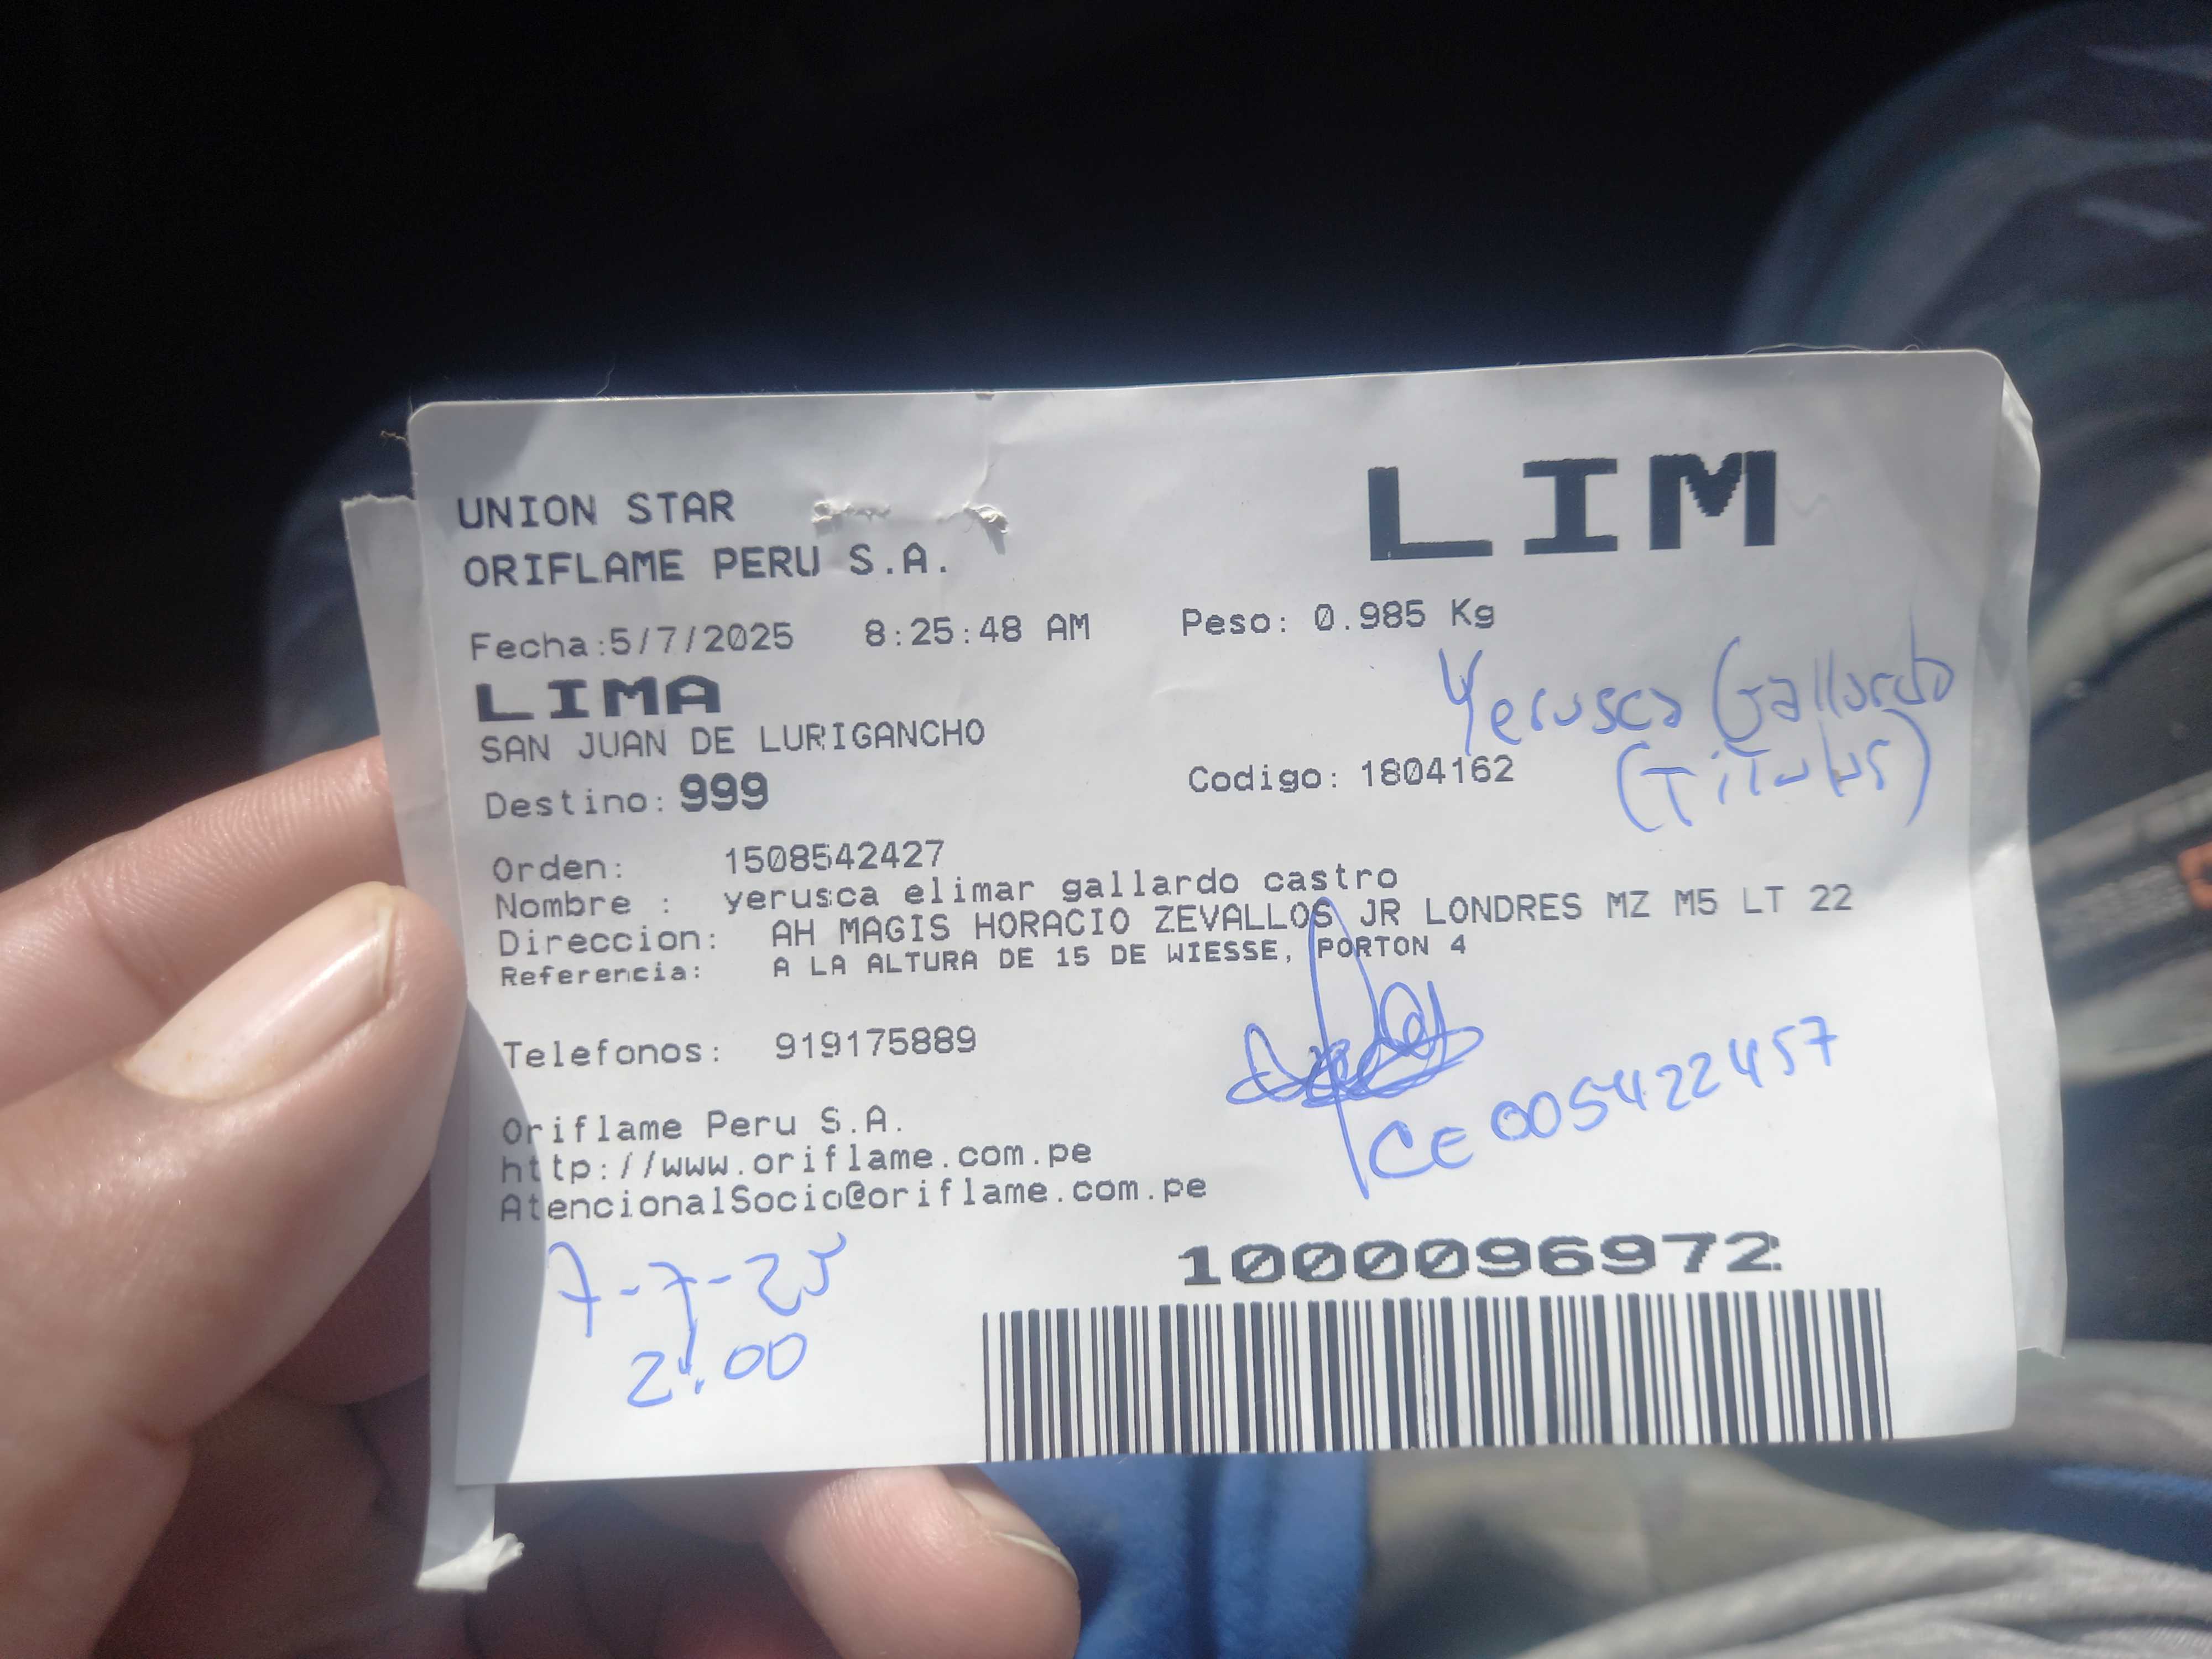 UNION STAR
ORIFLAME PERU S.A.
LIM
Fecha:5/7/2025 8:25:48 AM Peso: 0.985 Kg
LIMA
SAN JUAN DE LURIGANCHO
Yerusca Gallardo
(Titular)
Destino: 999
Codigo: 1804162
Orden: 1508542427
Nombre : yerusca elimar gallardo castro
Direccion: AH MAGIS HORACIO ZEVALLOS JR LONDRES MZ M5 LT 22
Referencia: A LA ALTURA DE 15 DE WIESSE, PORTON 4
Telefonos: 919175889
CE 005422457
Oriflame Peru S.A.
http://www.oriflame.com.pe
AtencionalSocio@oriflame.com.pe
7-7-25
2:00
1000096972